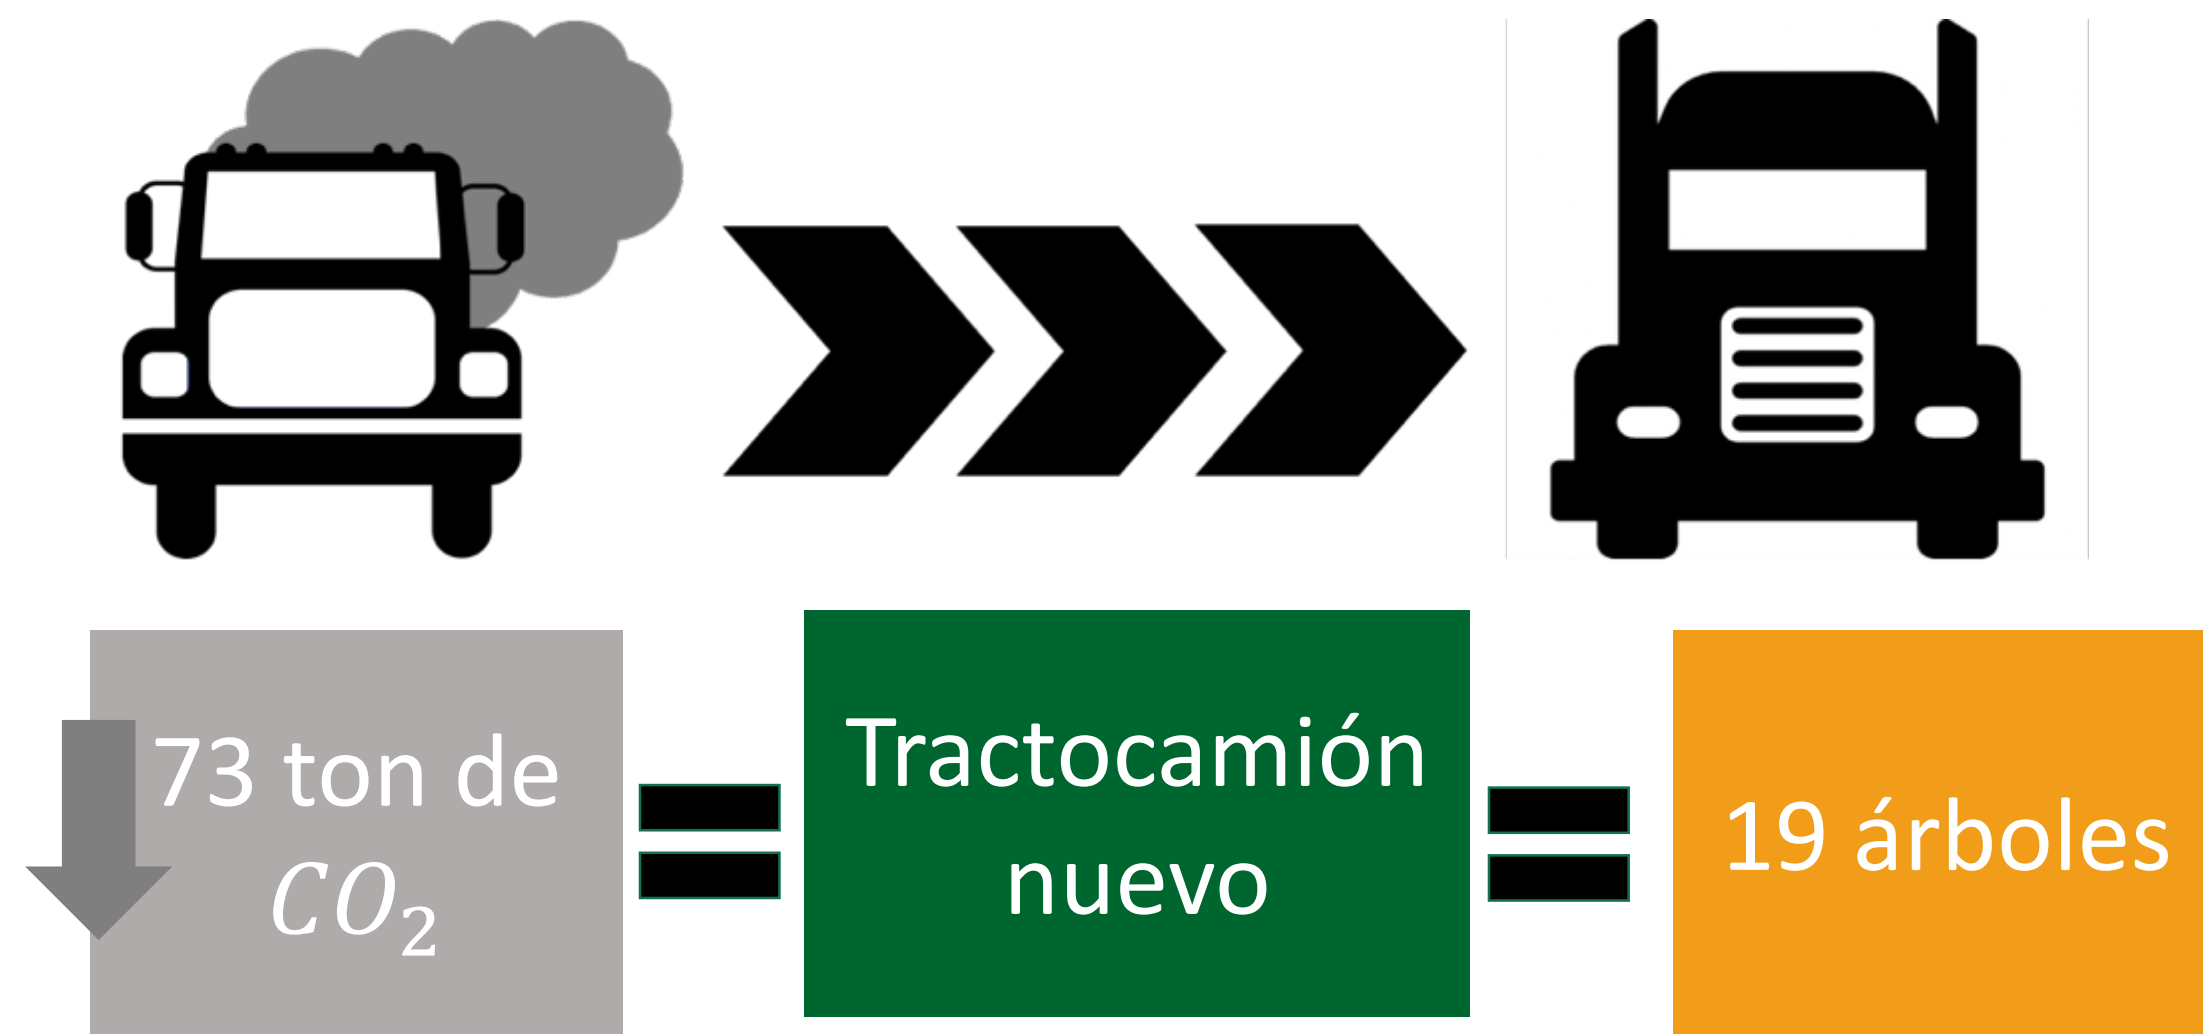 73 ton de
CO₂
Tractocamión
nuevo
19 árboles